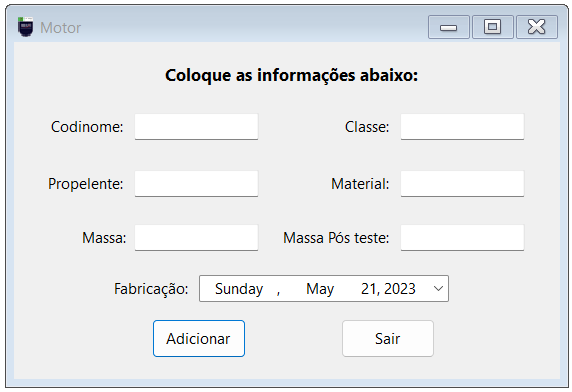 Motor
Coloque as informações abaixo:
Codinome: Classe:
Propelente: Material:
Massa: Massa Pós teste:
Fabricação: Sunday , May 21, 2023
Adicionar Sair